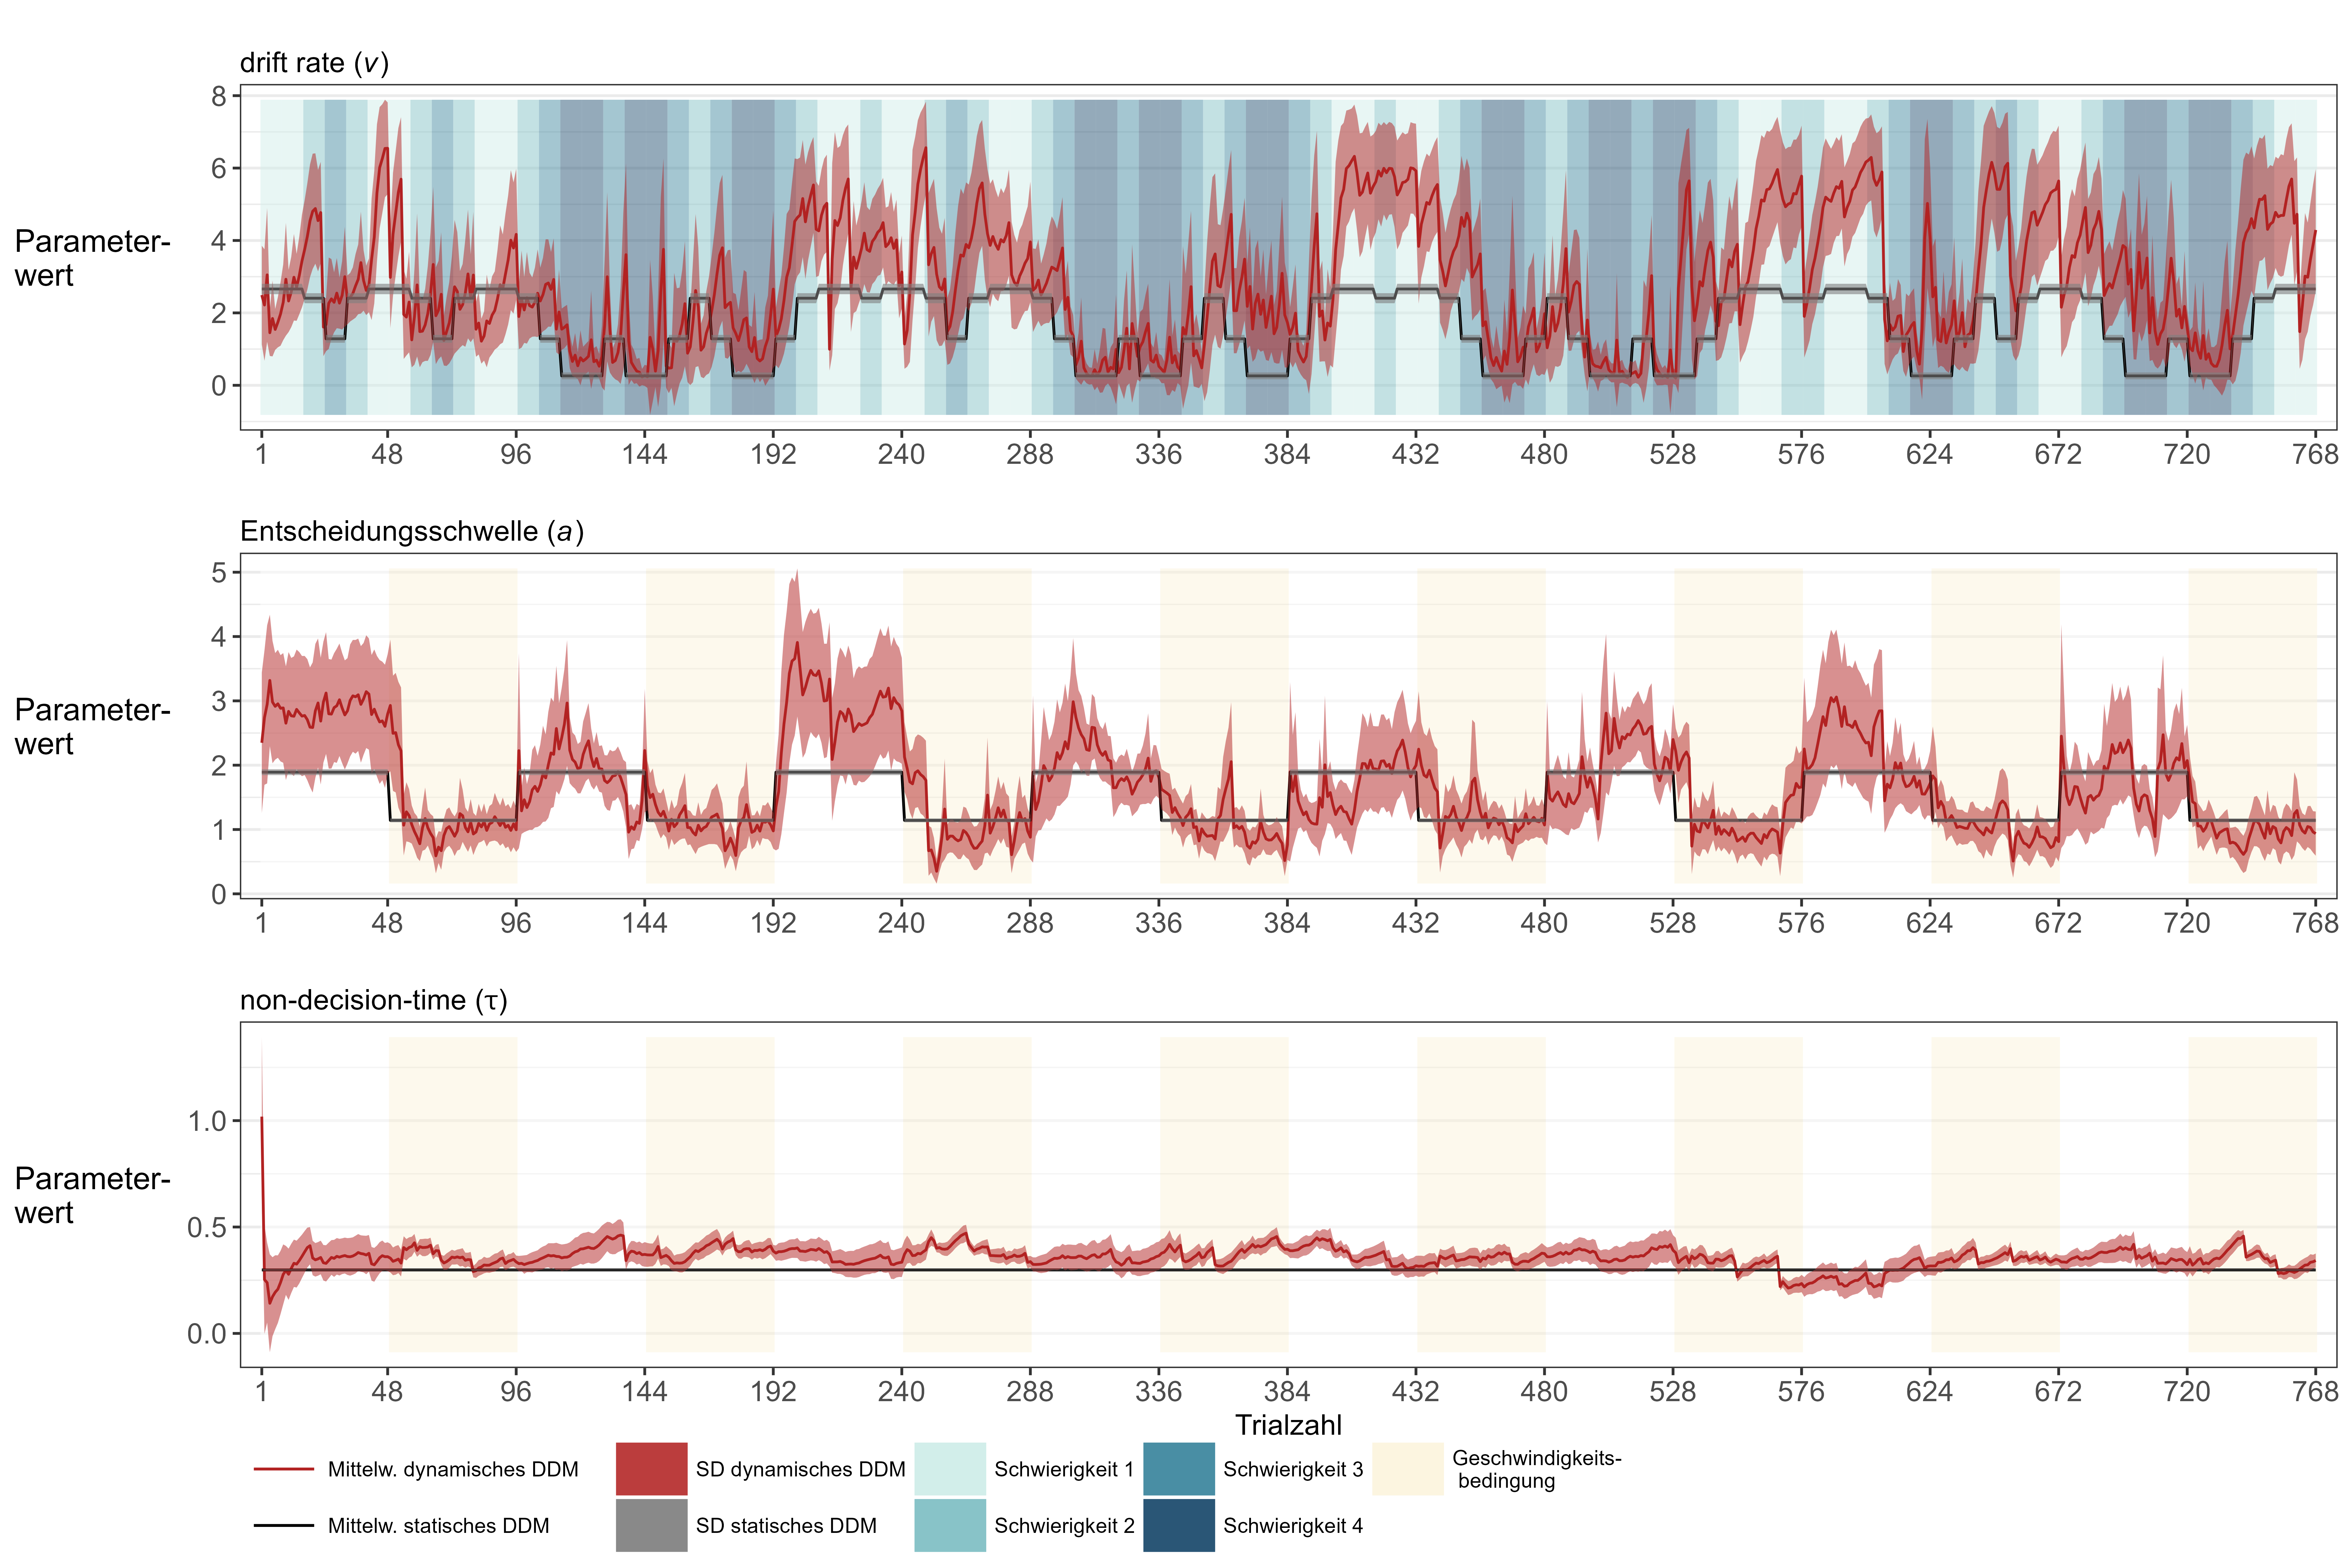 drift rate (v)
8
6
4
2
0
Parameter-
wert
1 48 96 144 192 240 288 336 384 432 480 528 576 624 672 720 768
Entscheidungsschwelle (a)
5
4
3
2
1
0
Parameter-
wert
1 48 96 144 192 240 288 336 384 432 480 528 576 624 672 720 768
non-decision-time (τ)
1.0
0.5
0.0
Parameter-
wert
1 48 96 144 192 240 288 336 384 432 480 528 576 624 672 720 768
Trialzahl
Mittelw. dynamisches DDM
Mittelw. statisches DDM
SD dynamisches DDM
SD statisches DDM
Schwierigkeit 1
Schwierigkeit 2
Schwierigkeit 3
Schwierigkeit 4
Geschwindigkeits-
bedingung